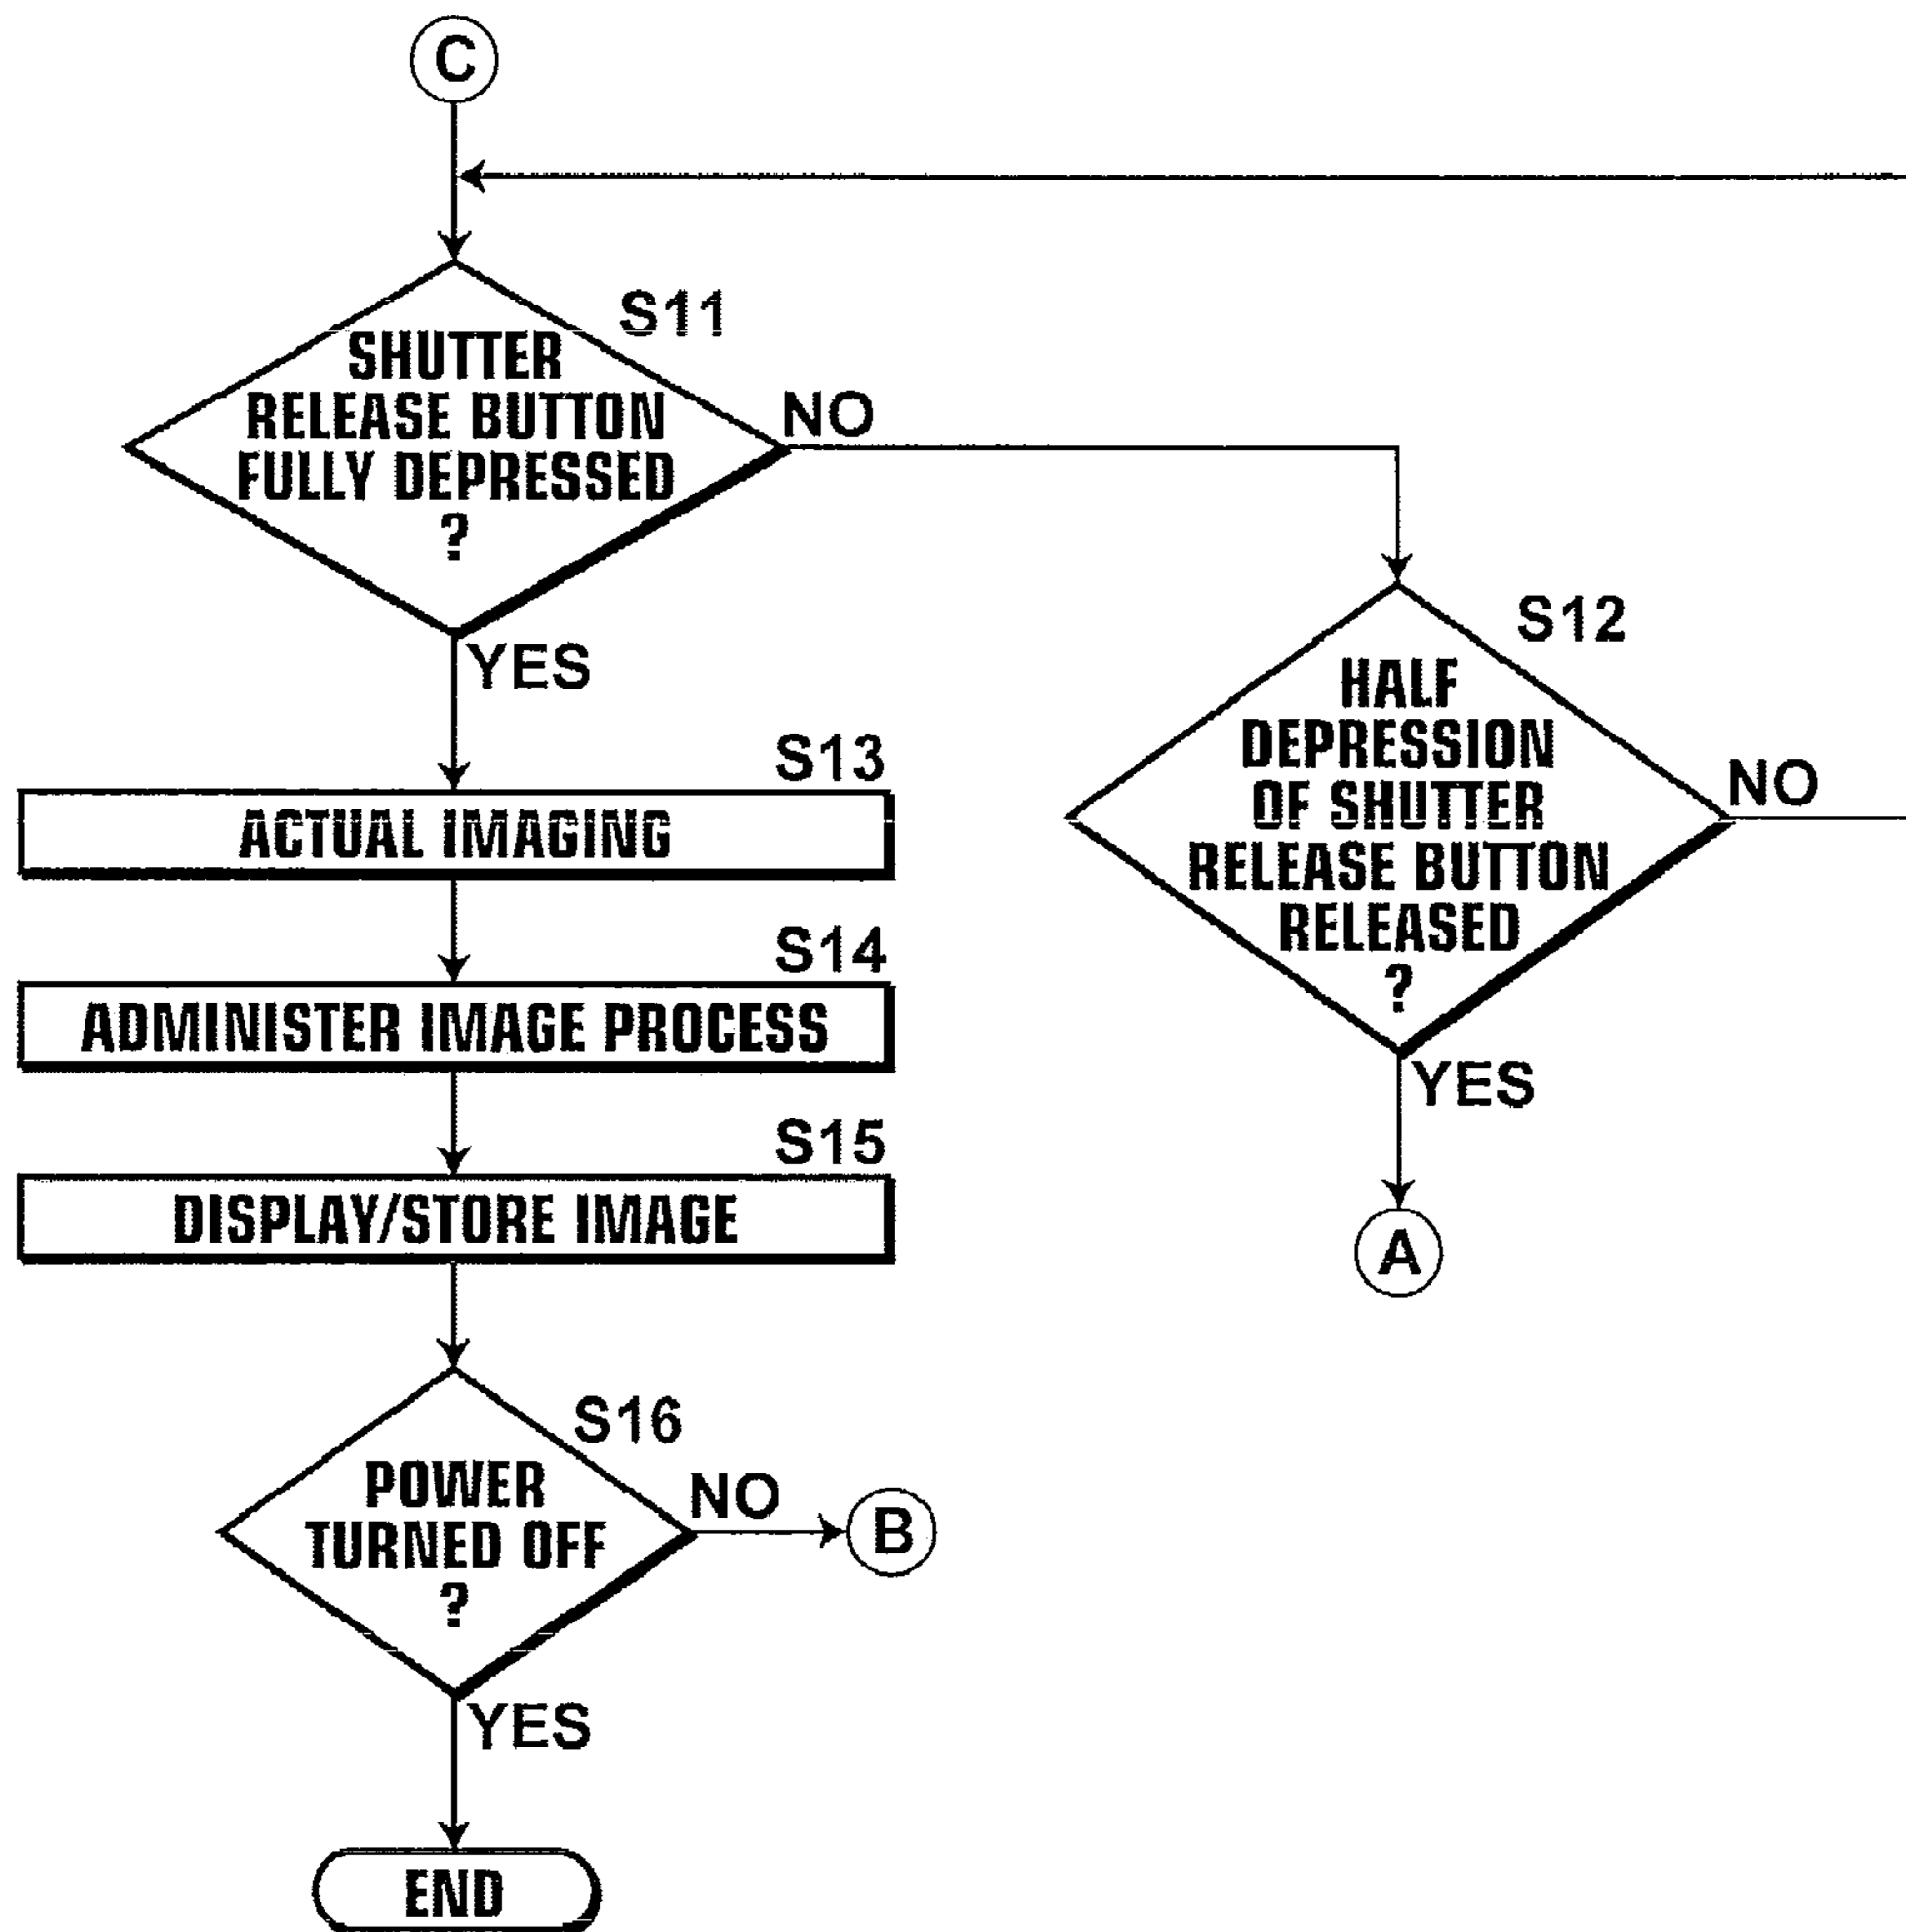 C
S11
SHUTTER
RELEASE BUTTON
FULLY DEPRESSED
?
NO
YES
S12
HALF
DEPRESSION
OF SHUTTER
RELEASE BUTTON
RELEASED
?
NO
YES
A
S13
ACTUAL IMAGING
S14
ADMINISTER IMAGE PROCESS
S15
DISPLAY/STORE IMAGE
S16
POWER
TURNED OFF
?
NO
B
YES
END